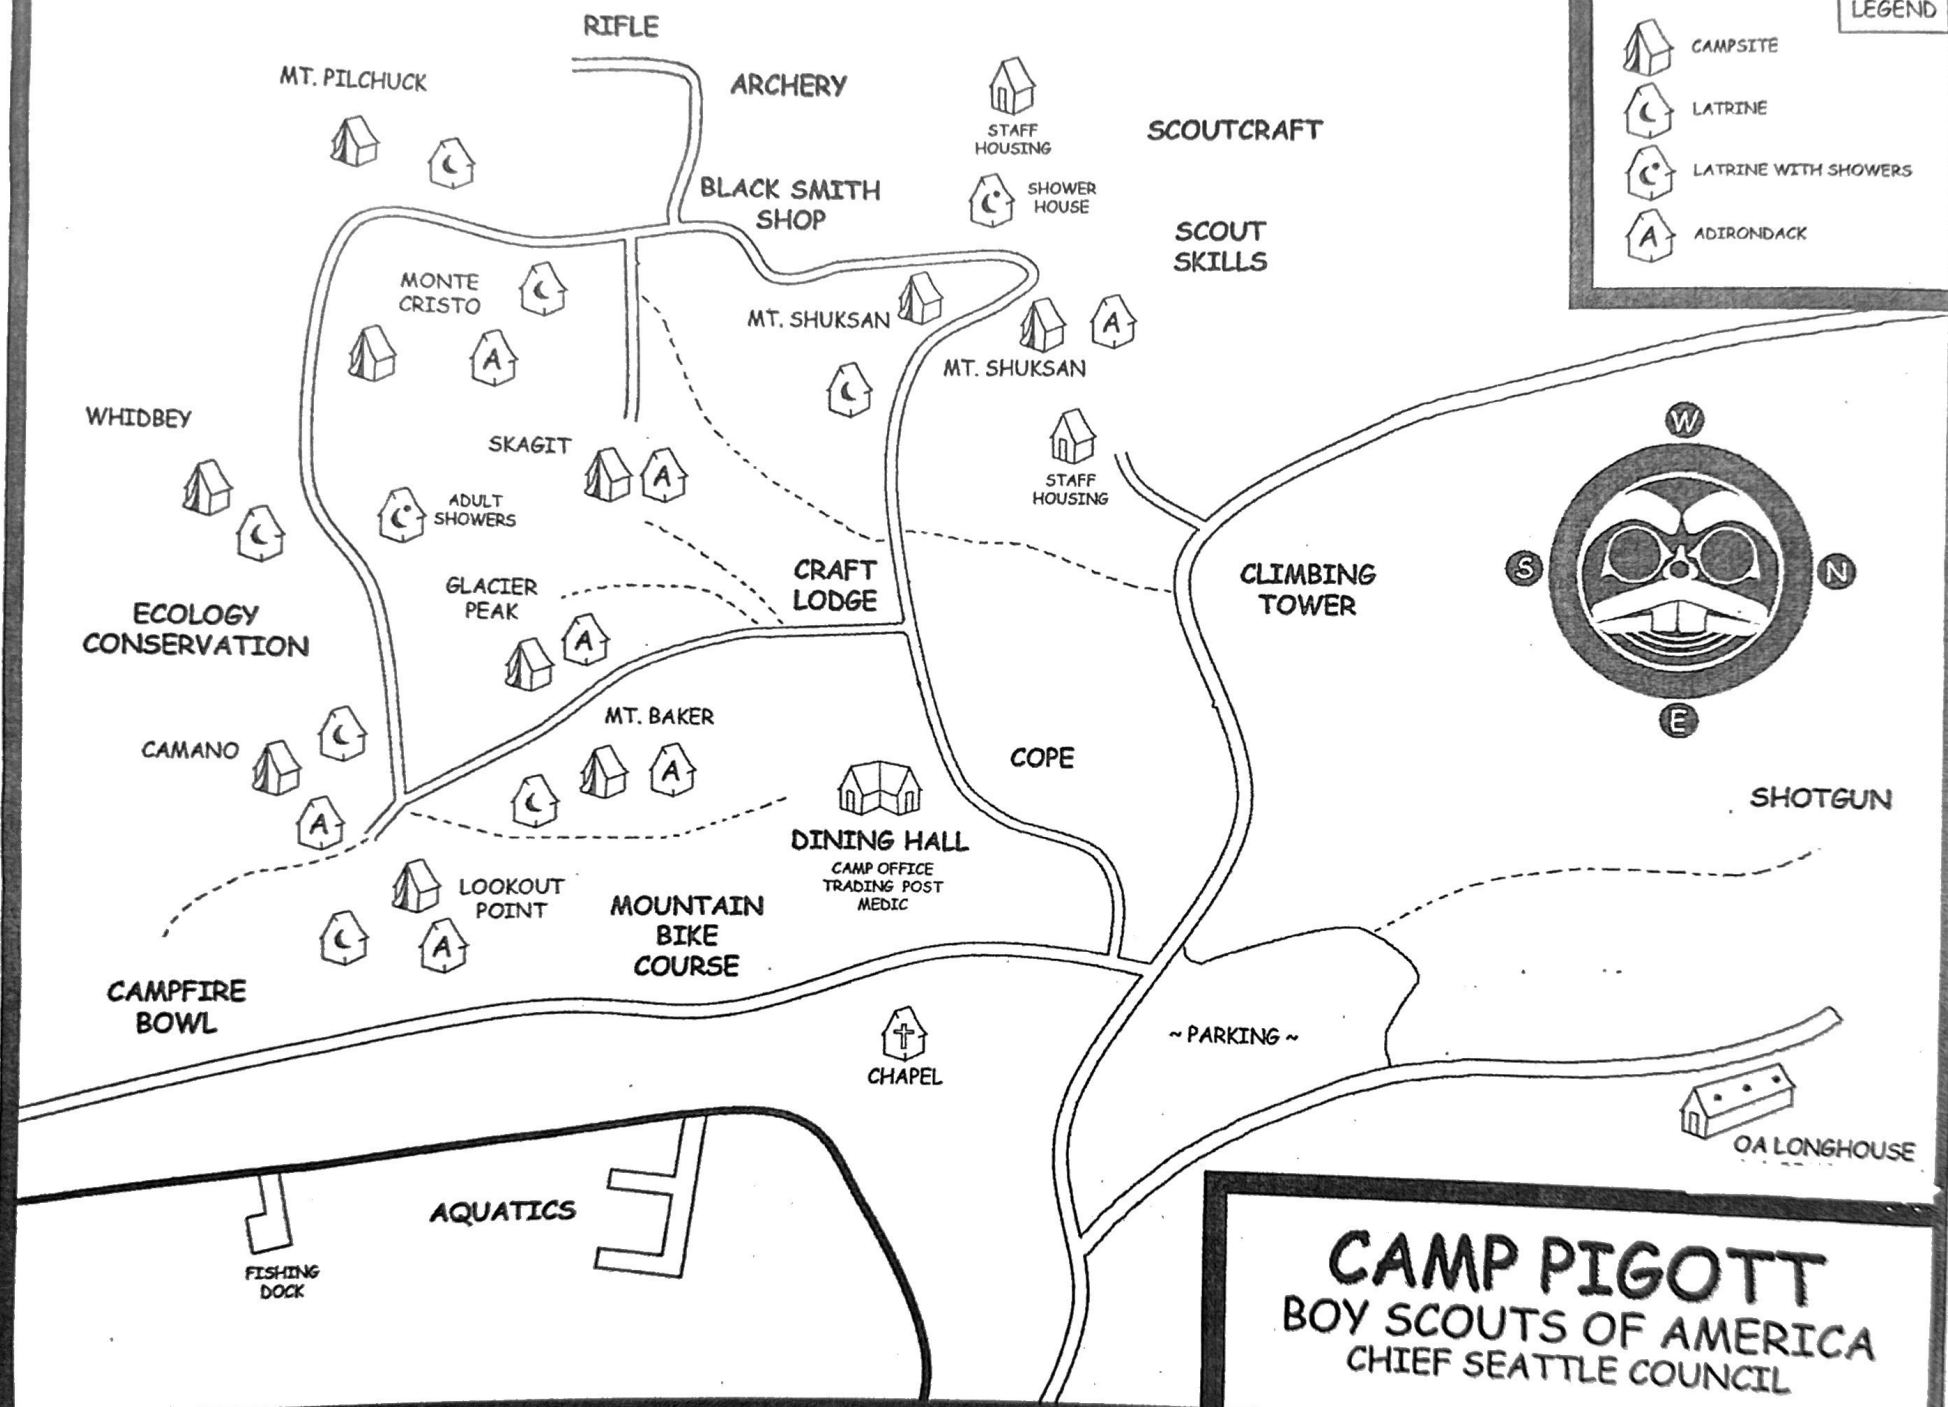 LEGEND
CAMPSITE
LATRINE
LATRINE WITH SHOWERS
A ADIRONDACK
RIFLE
MT. PILCHUCK
ARCHERY
STAFF
HOUSING
SCOUTCRAFT
BLACK SMITH
SHOP
SHOWER
HOUSE
SCOUT
SKILLS
MONTE
CRISTO
A
MT. SHUKSAN
A
MT. SHUKSAN
WHIDBEY
SKAGIT
A
STAFF
HOUSING
W
S
N
E
ADULT
SHOWERS
CRAFT
LODGE
CLIMBING
TOWER
GLACIER
PEAK
A
ECOLOGY
CONSERVATION
MT. BAKER
A
CAMANO
A
COPE
SHOTGUN
DINING HALL
CAMP OFFICE
TRADING POST
MEDIC
LOOKOUT
POINT
A
MOUNTAIN
BIKE
COURSE
CAMPFIRE
BOWL
~ PARKING ~
CHAPEL
OA LONGHOUSE
AQUATICS
FISHING
DOCK
CAMP PIGOTT
BOY SCOUTS OF AMERICA
CHIEF SEATTLE COUNCIL